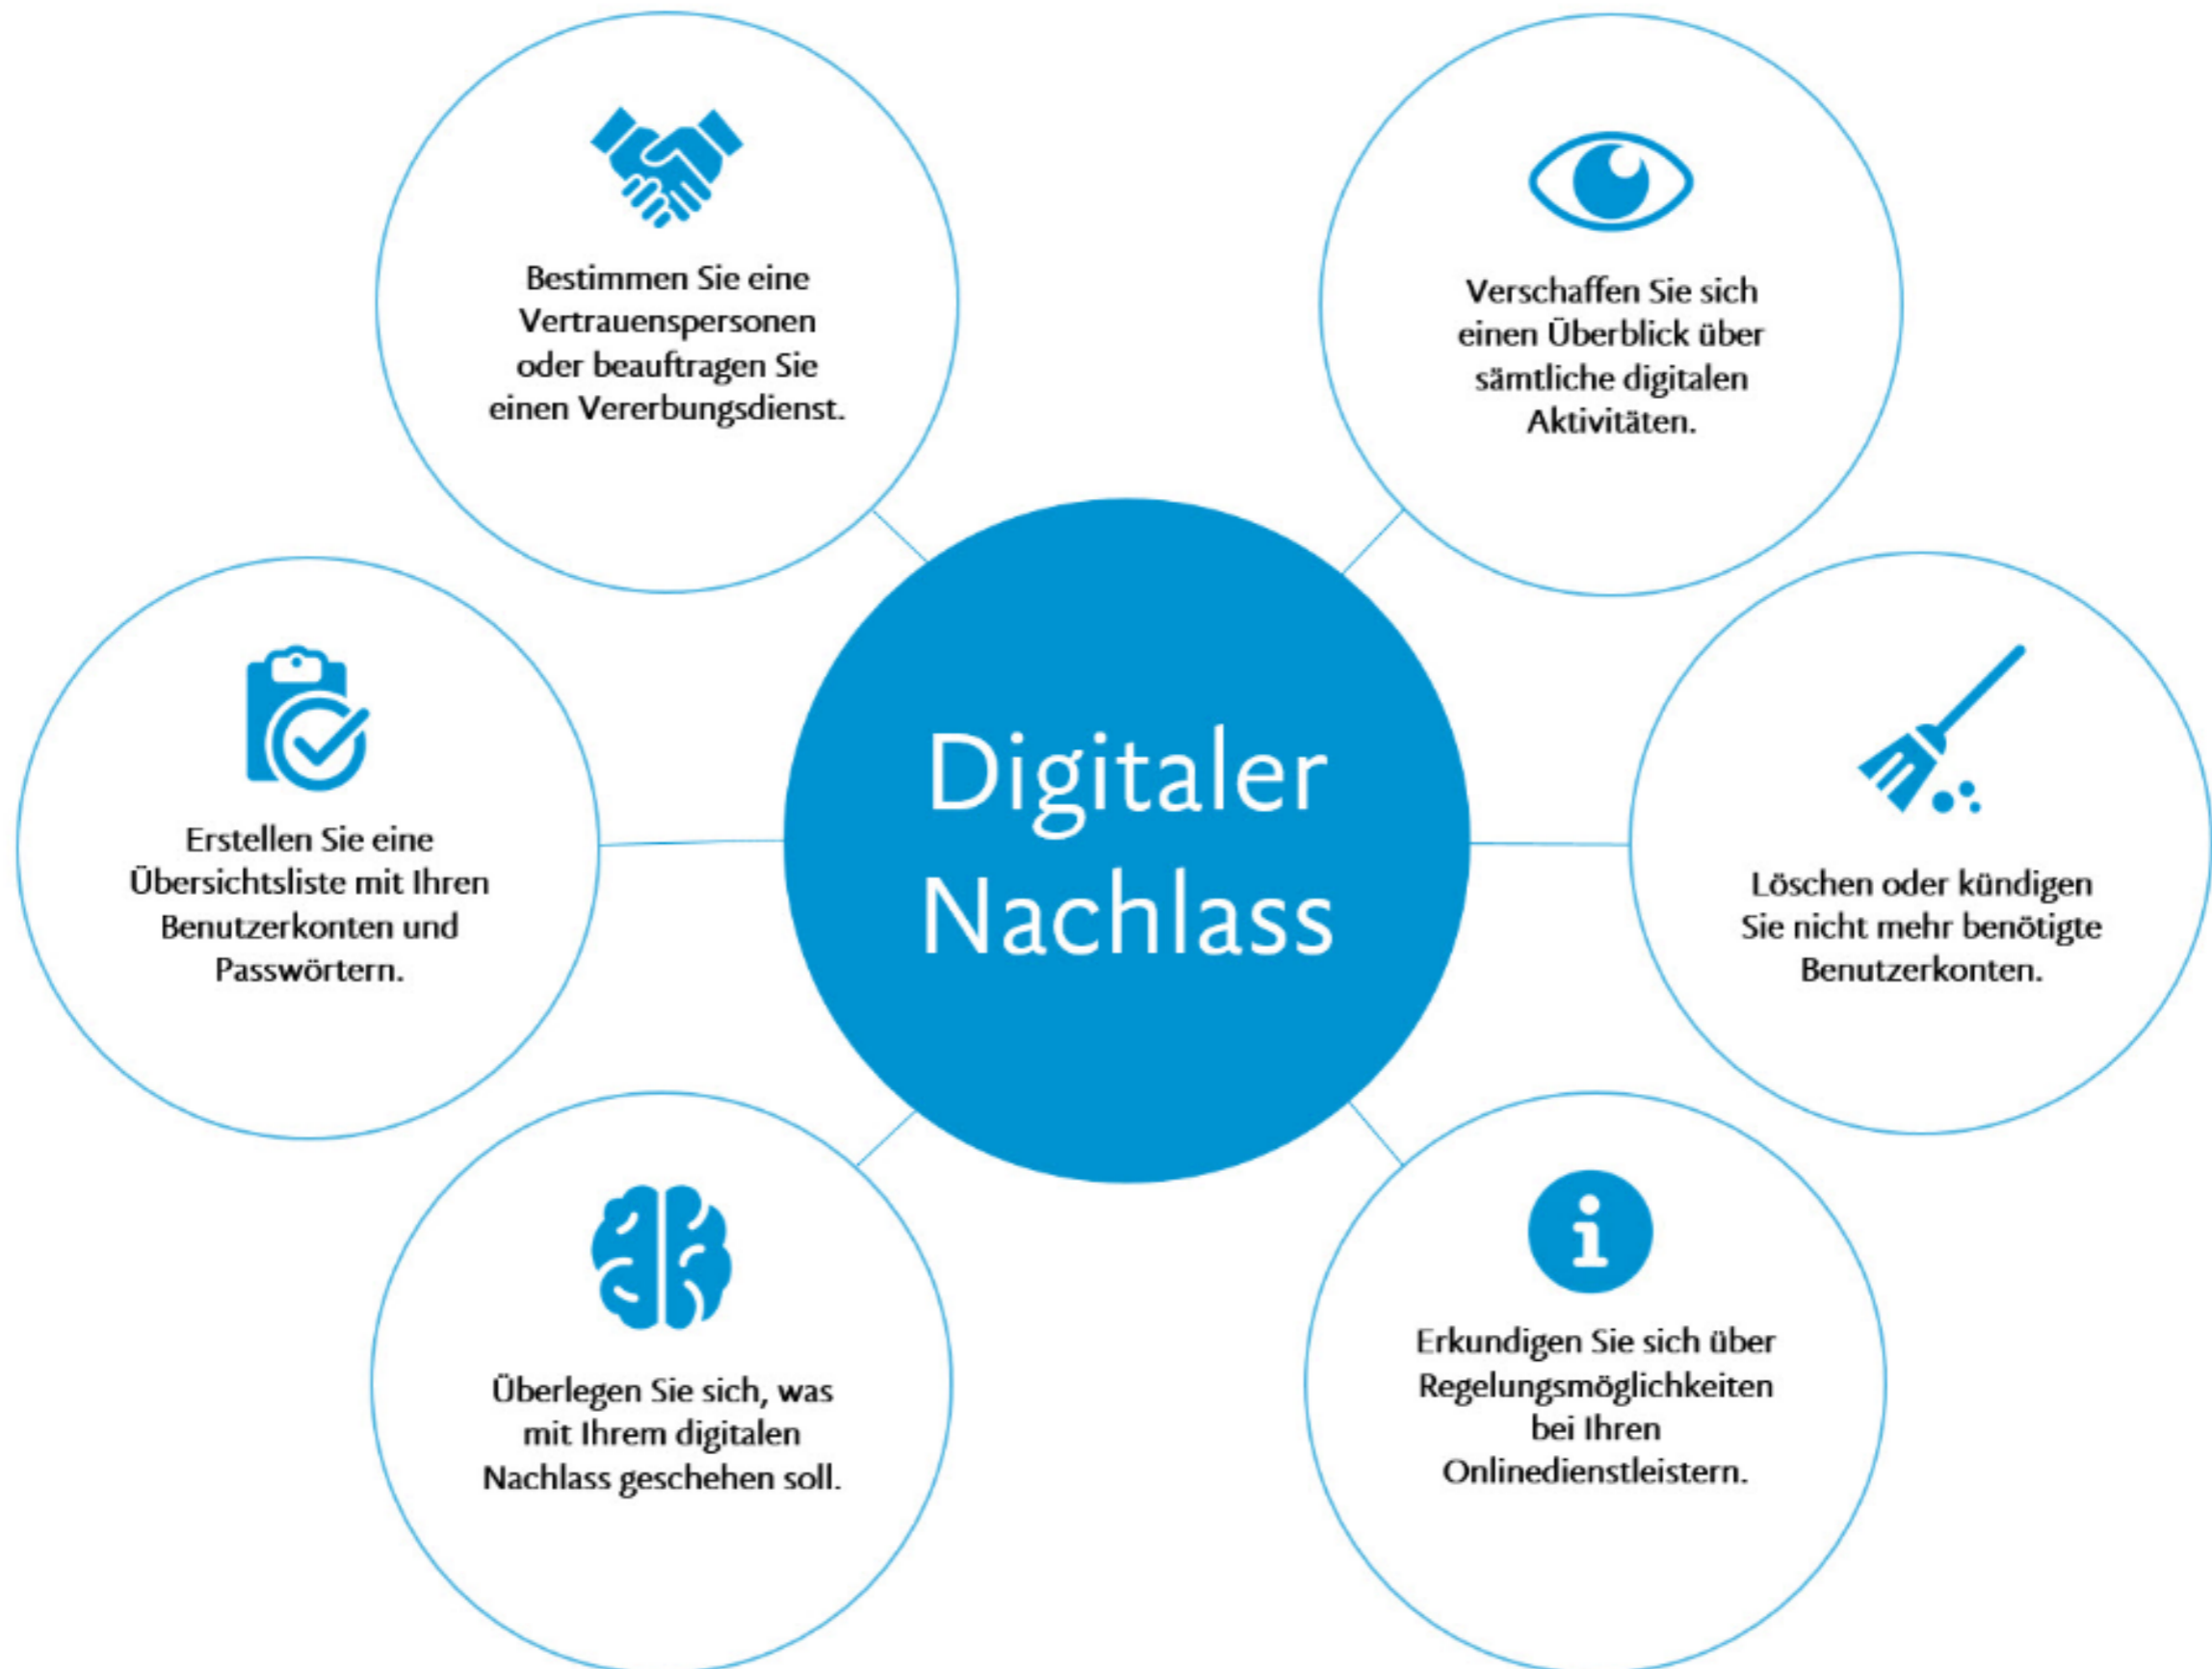 Bestimmen Sie eine
Vertrauenspersonen
oder beauftragen Sie
einen Vererbungsdienst.
Verschaffen Sie sich
einen Überblick über
sämtliche digitalen
Aktivitäten.
Erstellen Sie eine
Übersichtsliste mit Ihren
Benutzerkonten und
Passwörtern.
Digitaler
Nachlass
Löschen oder kündigen
Sie nicht mehr benötigte
Benutzerkonten.
Überlegen Sie sich, was
mit Ihrem digitalen
Nachlass geschehen soll.
Erkundigen Sie sich über
Regelungsmöglichkeiten
bei Ihren
Onlinedienstleistern.